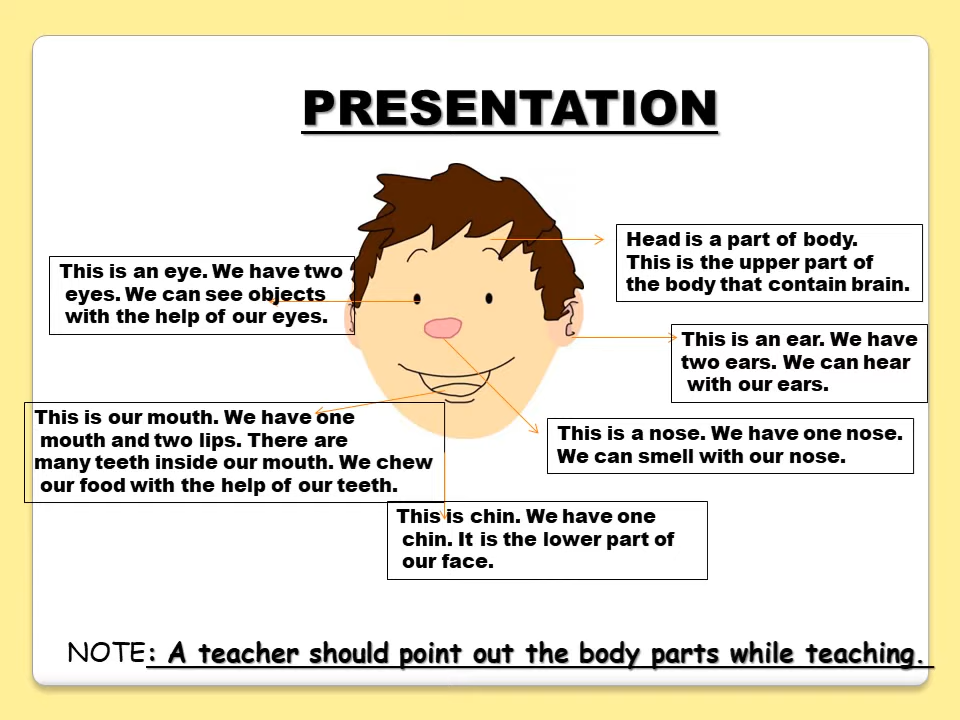 PRESENTATION
Head is a part of body.
This is the upper part of
the body that contain brain.
This is an eye. We have two
eyes. We can see objects
with the help of our eyes.
This is an ear. We have
two ears. We can hear
with our ears.
This is our mouth. We have one
mouth and two lips. There are
many teeth inside our mouth. We chew
our food with the help of our teeth.
This is a nose. We have one nose.
We can smell with our nose.
This is chin. We have one
chin. It is the lower part of
our face.
NOTE: A teacher should point out the body parts while teaching.